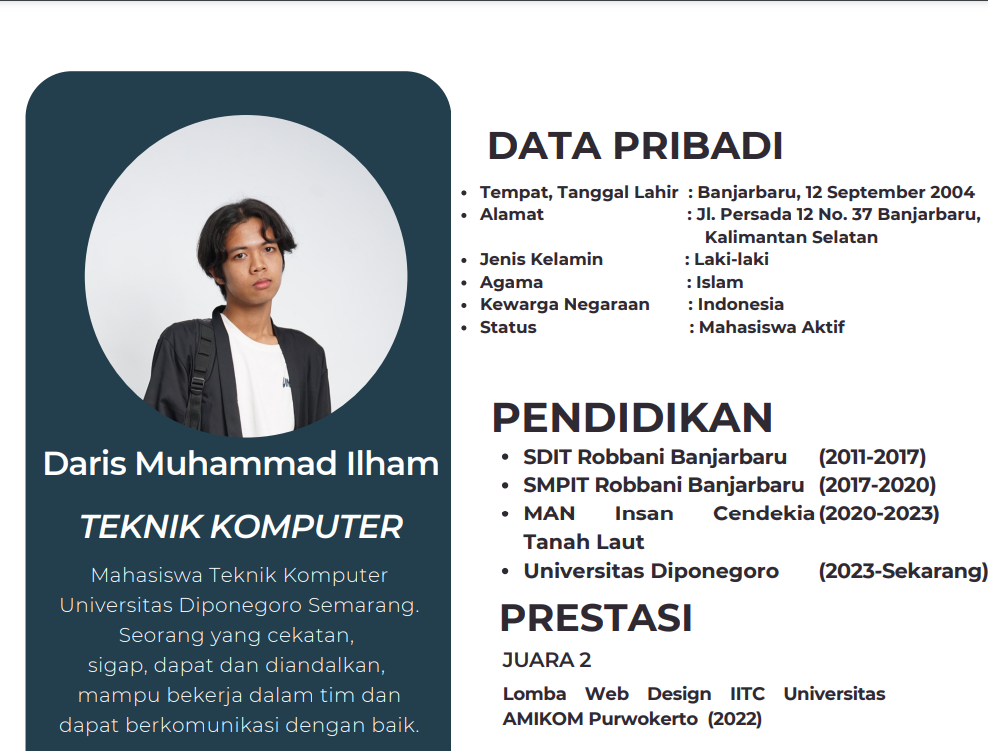 Daris Muhammad Ilham
TEKNIK KOMPUTER
Mahasiswa Teknik Komputer
Universitas Diponegoro Semarang.
Seorang yang cekatan,
sigap, dapat dan diandalkan,
mampu bekerja dalam tim dan
dapat berkomunikasi dengan baik.
DATA PRIBADI
• Tempat, Tanggal Lahir : Banjarbaru, 12 September 2004
• Alamat : Jl. Persada 12 No. 37 Banjarbaru,
Kalimantan Selatan
• Jenis Kelamin : Laki-laki
• Agama : Islam
• Kewarga Negaraan : Indonesia
• Status : Mahasiswa Aktif
PENDIDIKAN
• SDIT Robbani Banjarbaru (2011-2017)
• SMPIT Robbani Banjarbaru (2017-2020)
• MAN Insan Cendekia (2020-2023)
Tanah Laut
• Universitas Diponegoro (2023-Sekarang)
PRESTASI
JUARA 2
Lomba Web Design IITC Universitas
AMIKOM Purwokerto (2022)